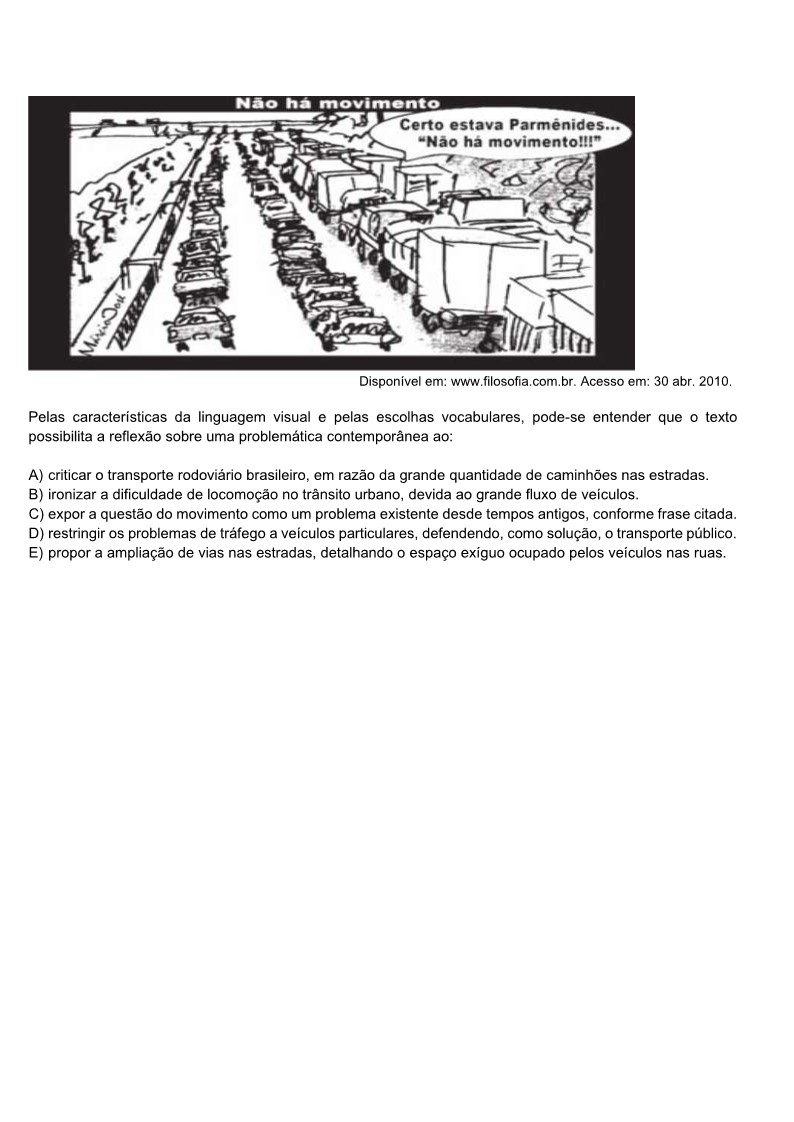 Não há movimento
Certo estava Parmênides...
“Não há movimento!!!”
Márcio José
Disponível em: www.filosofia.com.br. Acesso em: 30 abr. 2010.
Pelas características da linguagem visual e pelas escolhas vocabulares, pode-se entender que o texto
possibilita a reflexão sobre uma problemática contemporânea ao:
A) criticar o transporte rodoviário brasileiro, em razão da grande quantidade de caminhões nas estradas.
B) ironizar a dificuldade de locomoção no trânsito urbano, devida ao grande fluxo de veículos.
C) expor a questão do movimento como um problema existente desde tempos antigos, conforme frase citada.
D) restringir os problemas de tráfego a veículos particulares, defendendo, como solução, o transporte público.
E) propor a ampliação de vias nas estradas, detalhando o espaço exíguo ocupado pelos veículos nas ruas.